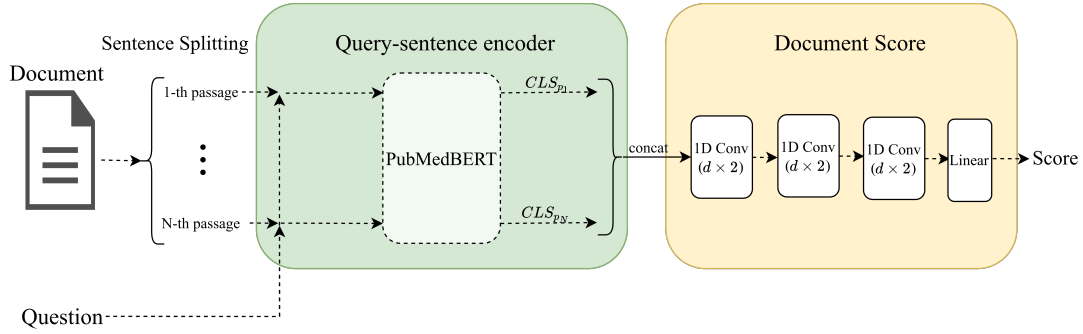 Document
Sentence Splitting
1-th passage
N-th passage
Question
Query-sentence encoder
PubMedBERT
CLS_{p_1}
CLS_{p_N}
concat
Document Score
1D Conv
(d × 2)
1D Conv
(d × 2)
1D Conv
(d × 2)
Linear
Score